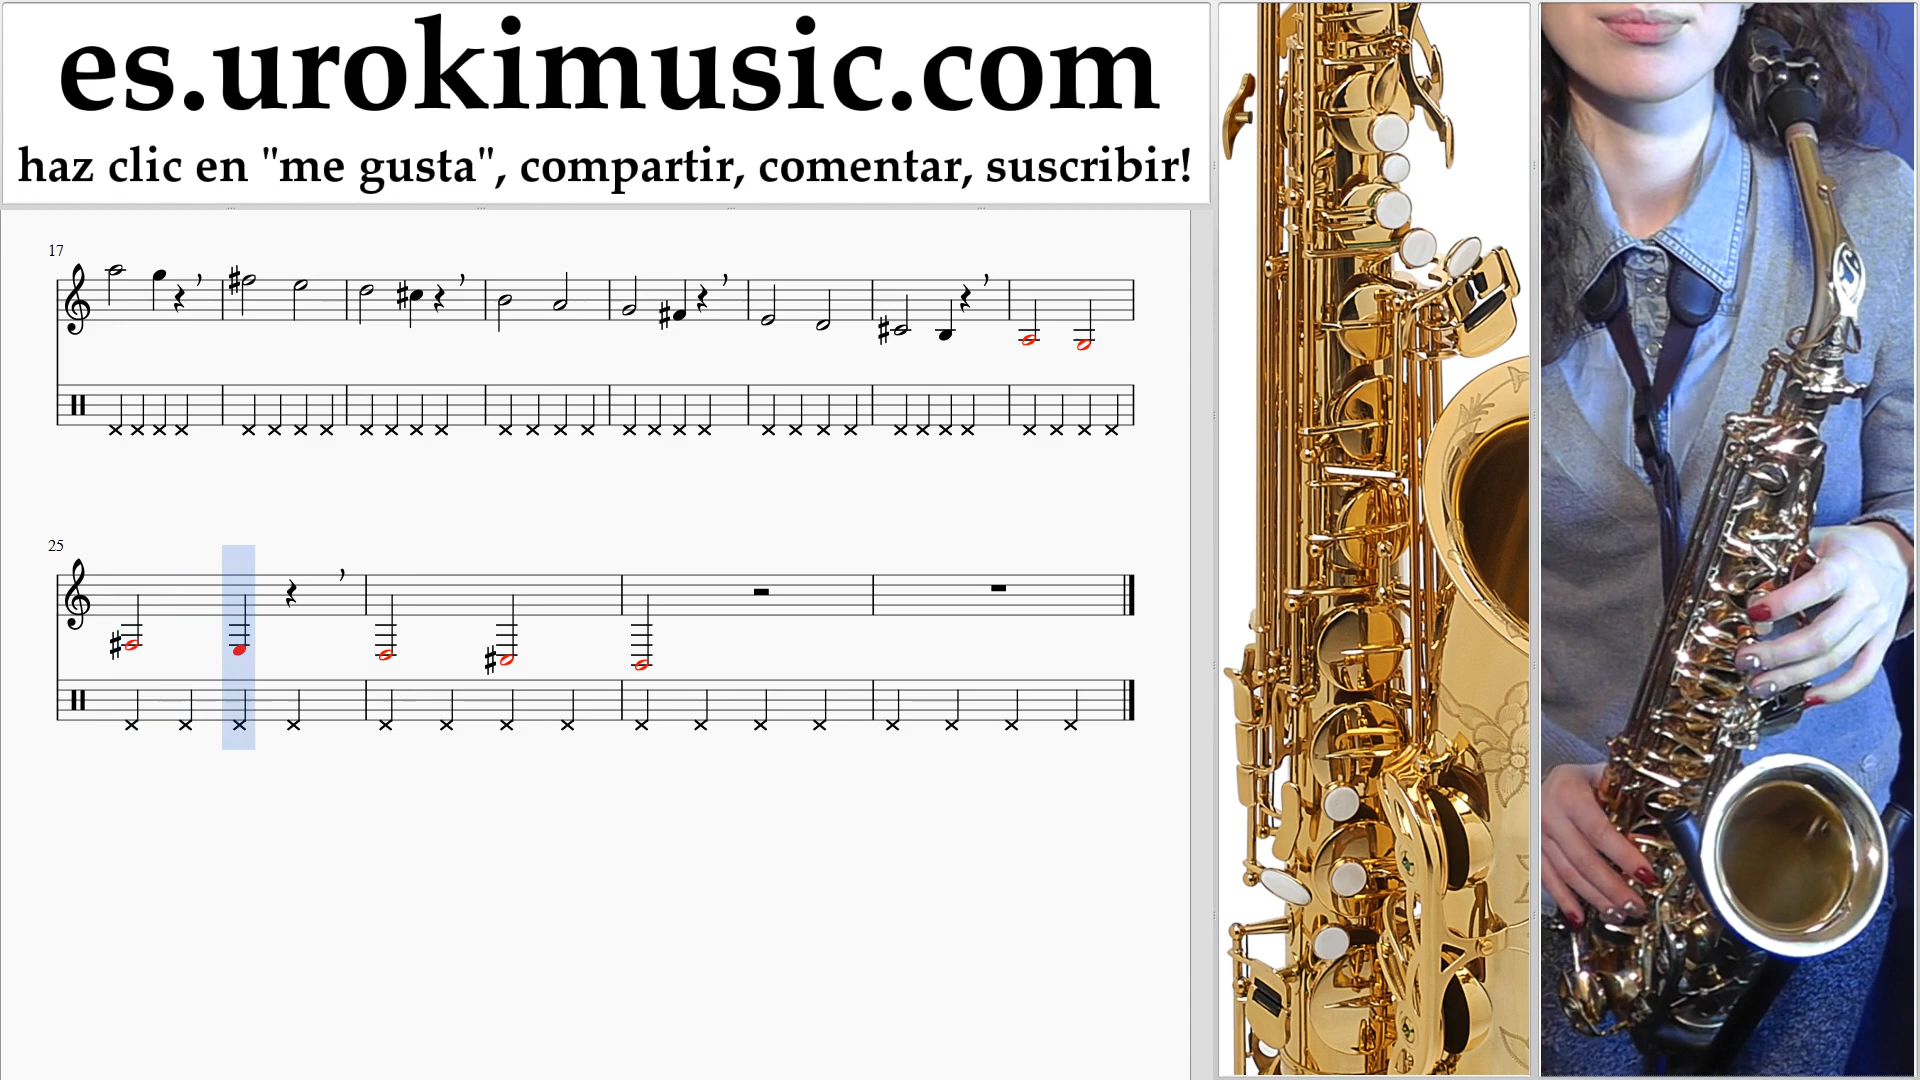 es.urokimusic.com
haz clic en "me gusta", compartir, comentar, suscribir!
17
25